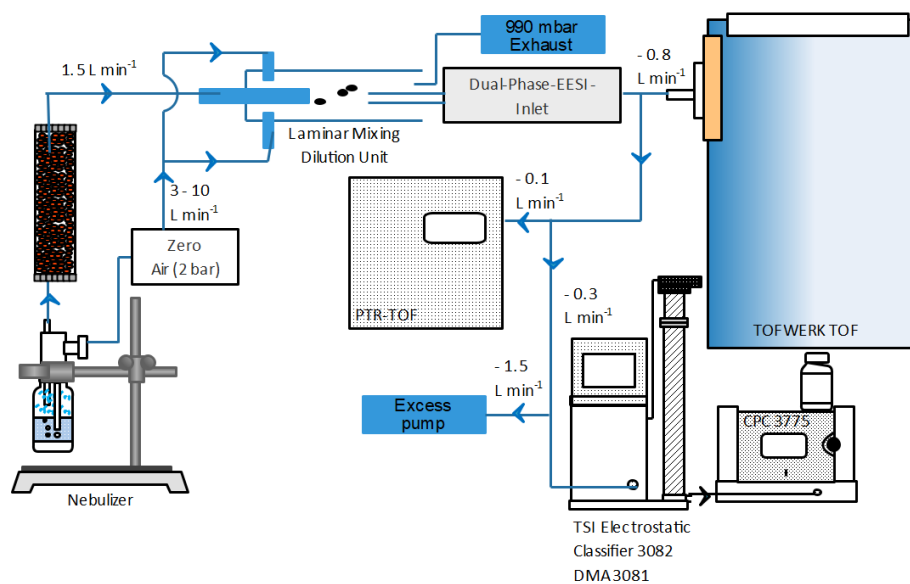 990 mbar
Exhaust
- 0.8
L min-1
1.5 L min-1
Dual-Phase-EESI-
Inlet
Laminar Mixing
Dilution Unit
3 - 10
L min-1
- 0.1
L min-1
Zero
Air (2 bar)
- 0.3
L min-1
PTR-TOF
TOFWERK TOF
- 1.5
L min-1
Excess
pump
CPC 3775
Nebulizer
TSI Electrostatic
Classifier 3082
DMA3081